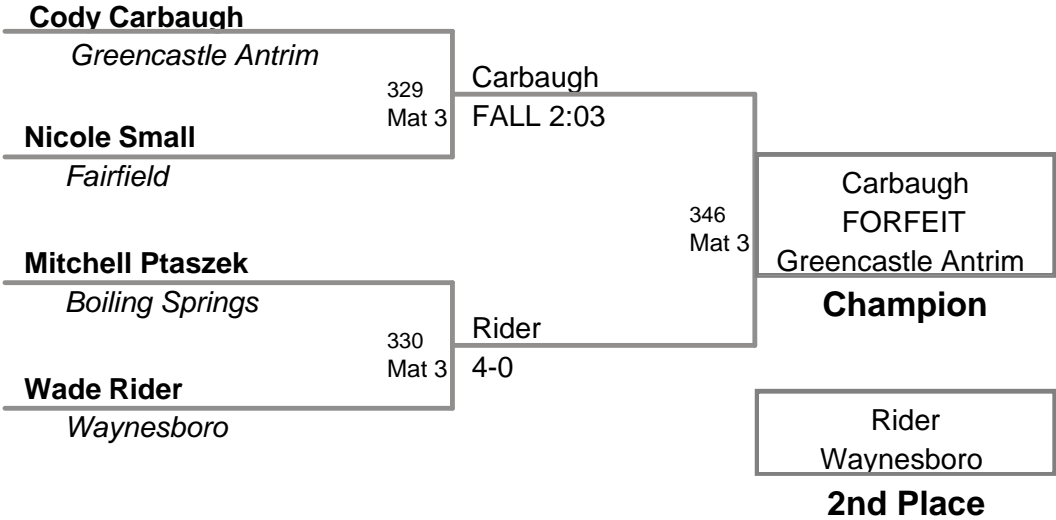 Cody Carbaugh
Greencastle Antrim
329
Mat 3
Carbaugh
FALL 2:03
Nicole Small
Fairfield
346
Mat 3
Carbaugh
FORFEIT
Greencastle Antrim
Champion
Mitchell Ptaszek
Boiling Springs
330
Mat 3
Rider
4-0
Wade Rider
Waynesboro
Rider
Waynesboro
2nd Place